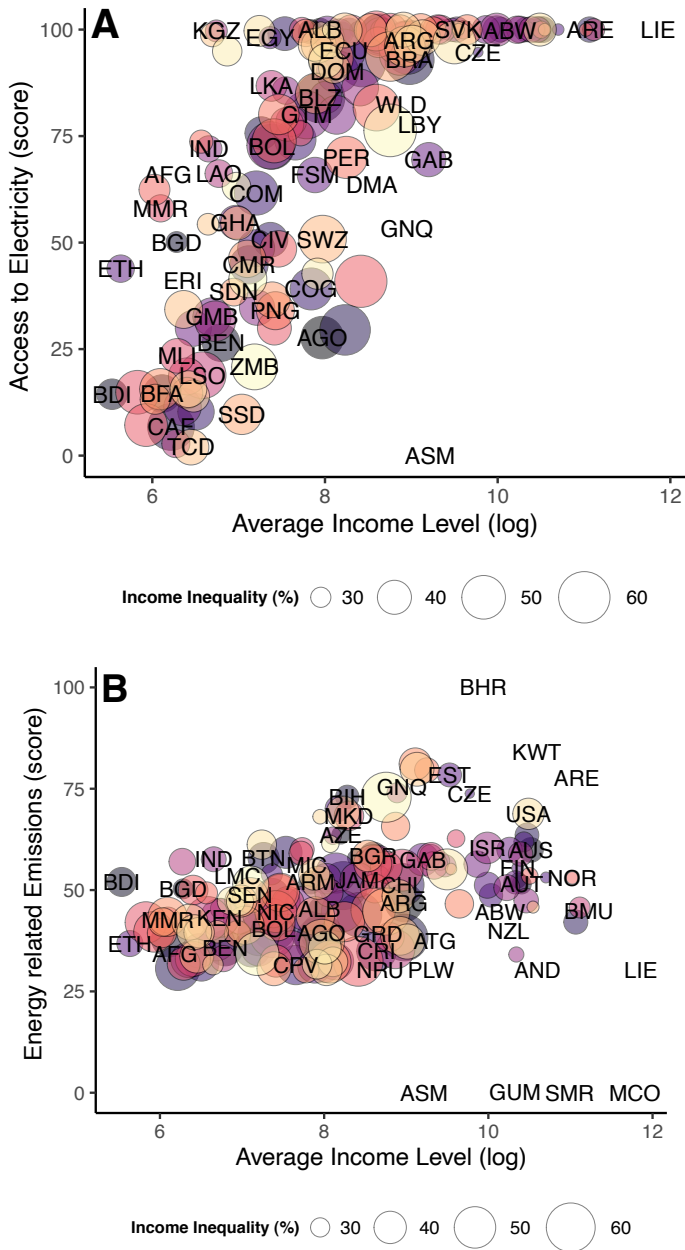 A
100
75
50
25
0
Access to Electricity (score)
KGZ EGY ALB SVK ABW ARE LIE
ECU ARG CZE
DOM BRA
LKA BLZ WLD
GTM LBY
IND BOL PER GAB
AFG LAO FSM DMA
MMR COM
GHA GNQ
BGD CIV SWZ
ETH CMR
ERI SDN COG
GMB PNG
BEN AGO
MLI ZMB
LSO
BDI BFA
CAF SSD
TCD
ASM
6 8 10 12
Average Income Level (log)
Income Inequality (%) 30 40 50 60
B
100
75
50
25
0
Energy related Emissions (score)
BHR
KWT
ARE
EST
GNQ CZE
BIH
MKD USA
AZE
IND BTN MIC BGR GAB ISR AUS
LMC FIN
BDI BGD ARM JAM CHL AUT NOR
SEN ARG
MMR KEN NIC ALB ABW BMU
BOL AGO GRD NZL
ETH BEN ATG
AFG CRI
CPV NRU PLW AND LIE
ASM GUM SMR MCO
6 8 10 12
Average Income Level (log)
Income Inequality (%) 30 40 50 60